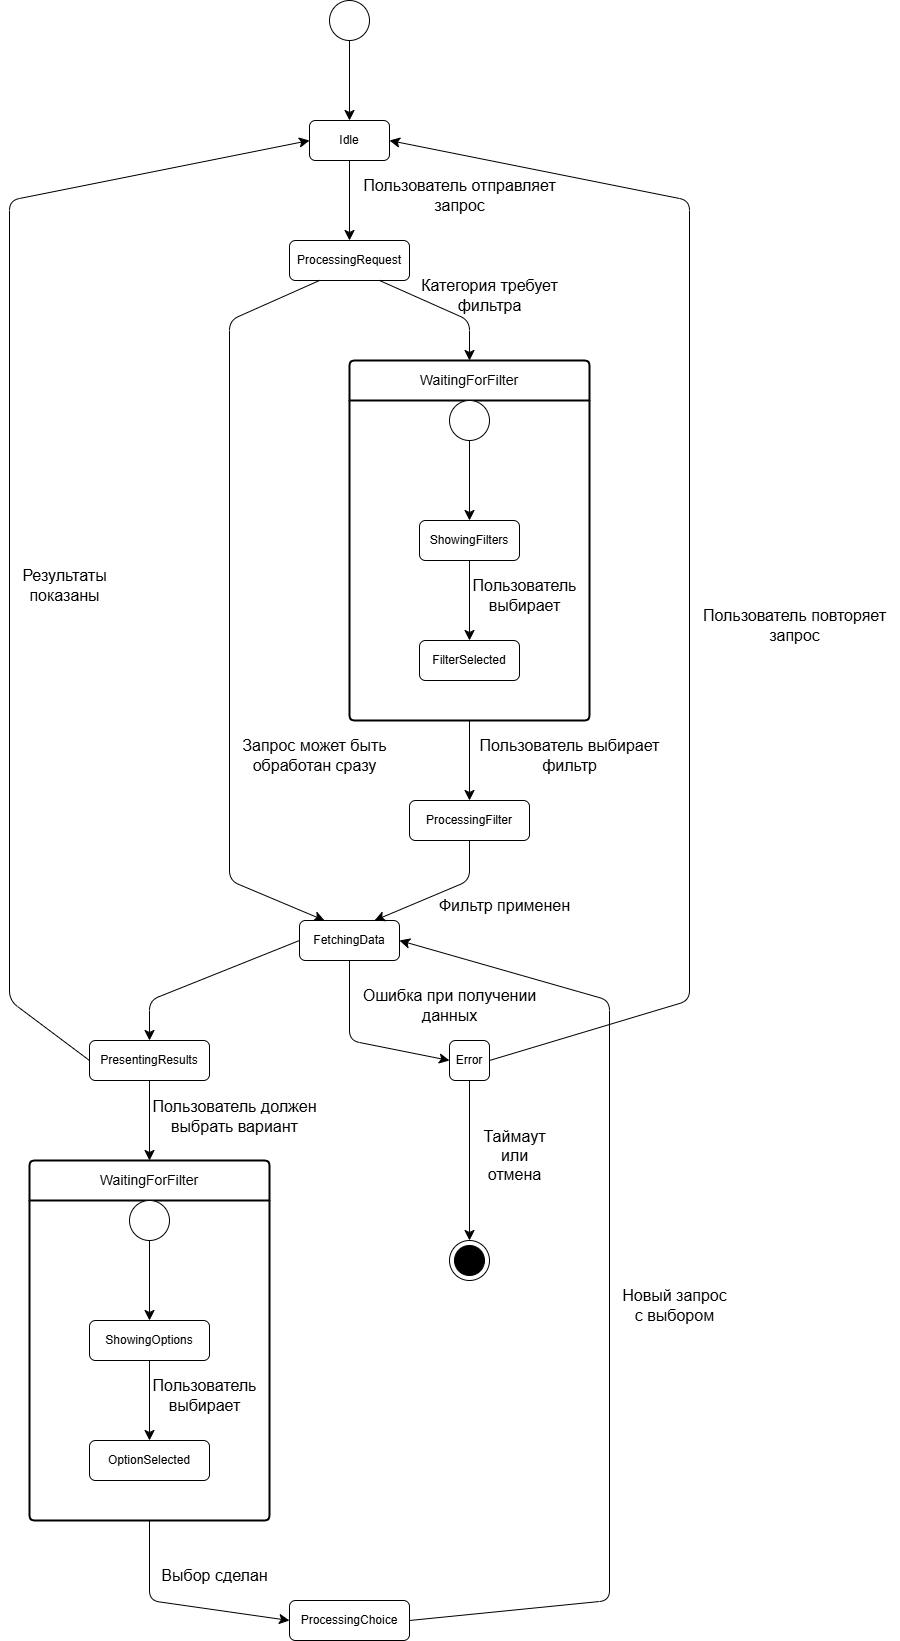 Idle
Пользователь отправляет
запрос
ProcessingRequest
Категория требует
фильтра
WaitingForFilter
ShowingFilters
Пользователь
выбирает
FilterSelected
Результаты
показаны
Пользователь повторяет
запрос
Запрос может быть
обработан сразу
Пользователь выбирает
фильтр
ProcessingFilter
Фильтр применен
FetchingData
Ошибка при получении
данных
PresentingResults
Error
Пользователь должен
выбрать вариант
Таймаут
или
отмена
WaitingForFilter
ShowingOptions
Пользователь
выбирает
OptionSelected
Новый запрос
с выбором
Выбор сделан
ProcessingChoice